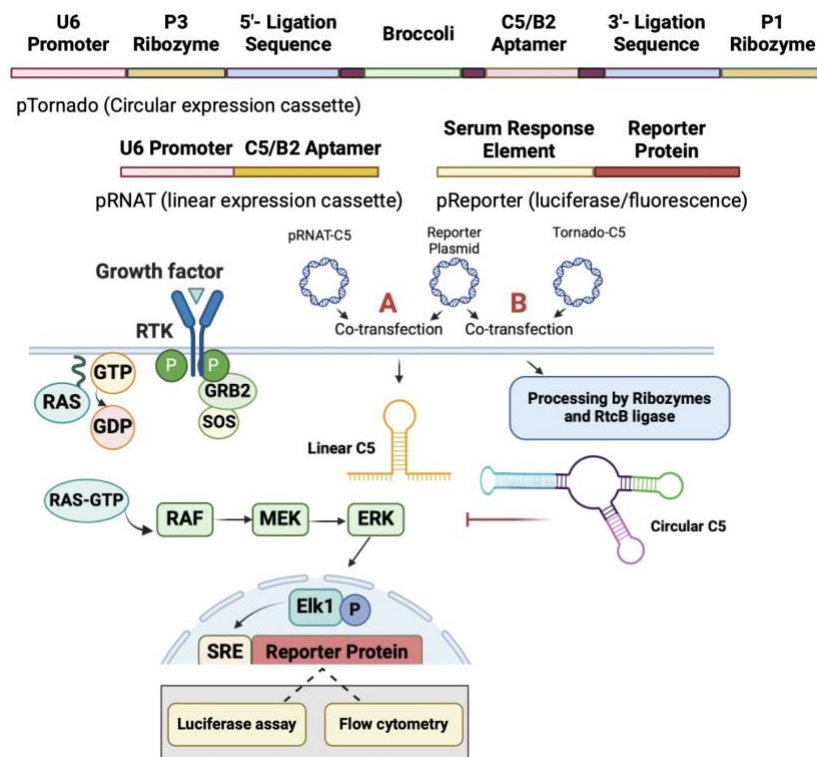 U6 Promoter
P3 Ribozyme
5'- Ligation Sequence
Broccoli
C5/B2 Aptamer
3'- Ligation Sequence
P1 Ribozyme
pTornado (Circular expression cassette)
U6 Promoter
C5/B2 Aptamer
Serum Response Element
Reporter Protein
pRNAT (linear expression cassette)
pReporter (luciferase/fluorescence)
pRNAT-C5
Reporter Plasmid
Tornado-C5
Growth factor
A
B
RTK
Co-transfection
Co-transfection
P
P
GTP
RAS
GRB2
GDP
SOS
Processing by Ribozymes
and RtcB ligase
Linear C5
RAS-GTP
RAF
MEK
ERK
Circular C5
Elk1
P
SRE
Reporter Protein
Luciferase assay
Flow cytometry